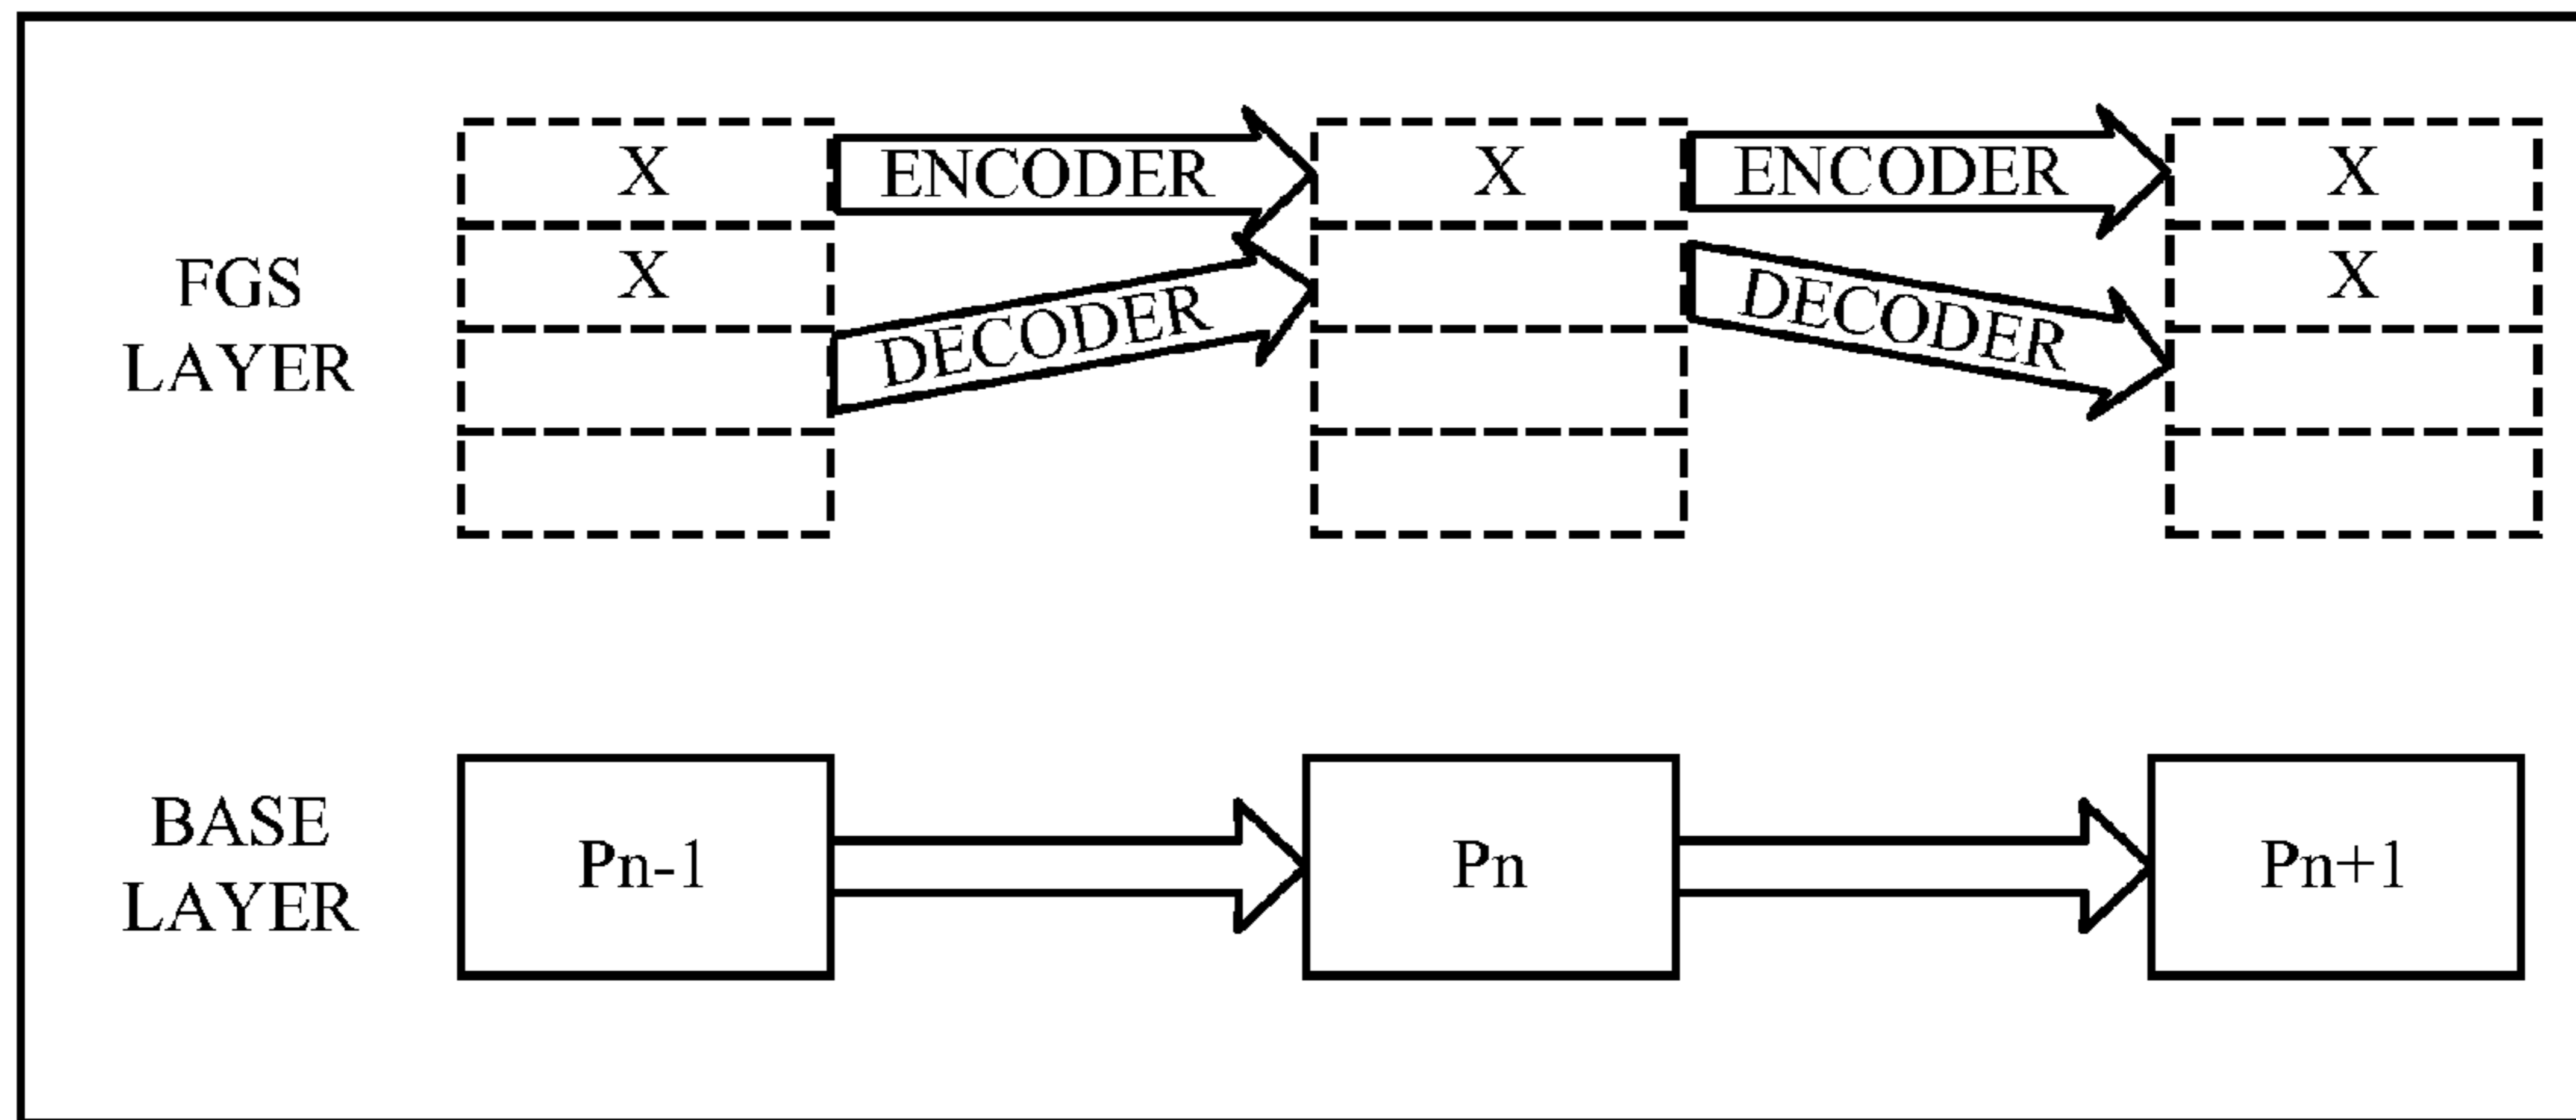 X ENCODER X ENCODER X
X DECODER DECODER X
FGS
LAYER
BASE
LAYER
Pn-1 Pn Pn+1